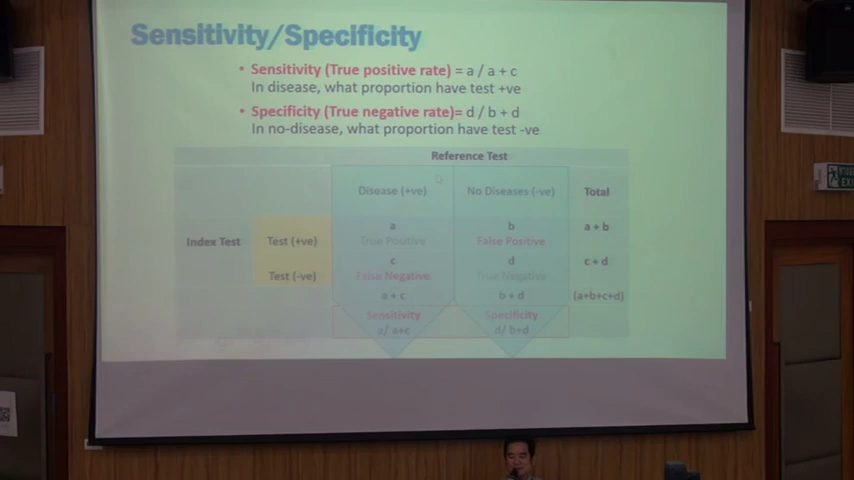 Sensitivity/Specificity
• Sensitivity (True positive rate) = a / a + c
In disease, what proportion have test +ve
• Specificity (True negative rate)= d / b + d
In no-disease, what proportion have test -ve
Reference Test
Disease (+ve) No Diseases (-ve) Total
a b a + b
Index Test Test (+ve) True Positive False Positive
c d c + d
Test (-ve) False Negative True Negative
a + c b + d (a+b+c+d)
Sensitivity Specificity
a/ a+c d/ b+d
EXI